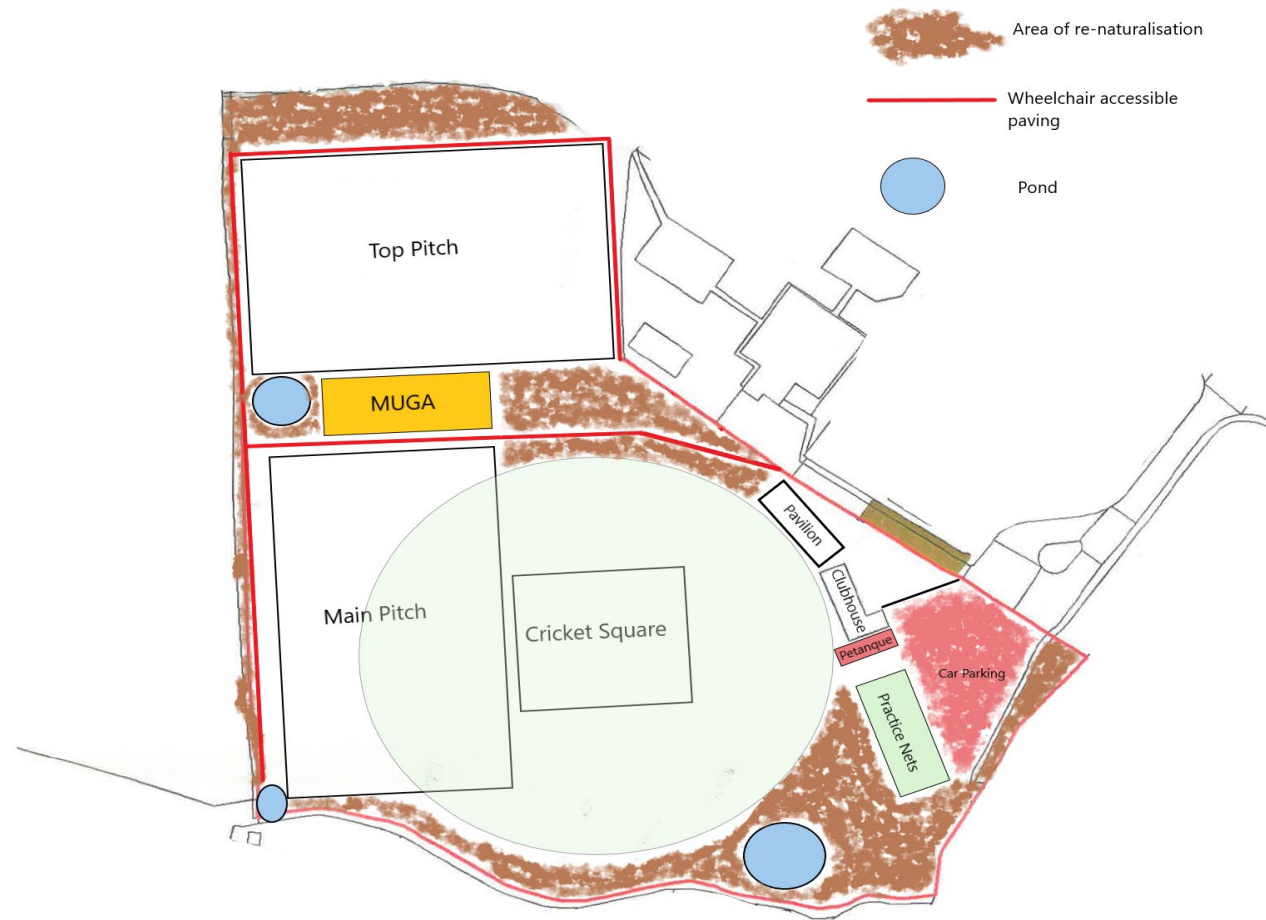 Area of re-naturalisation
Wheelchair accessible
paving
Pond
Top Pitch
MUGA
Pavilion
Clubhouse
Main Pitch
Cricket Square
Petanque
Car Parking
Practice Nets